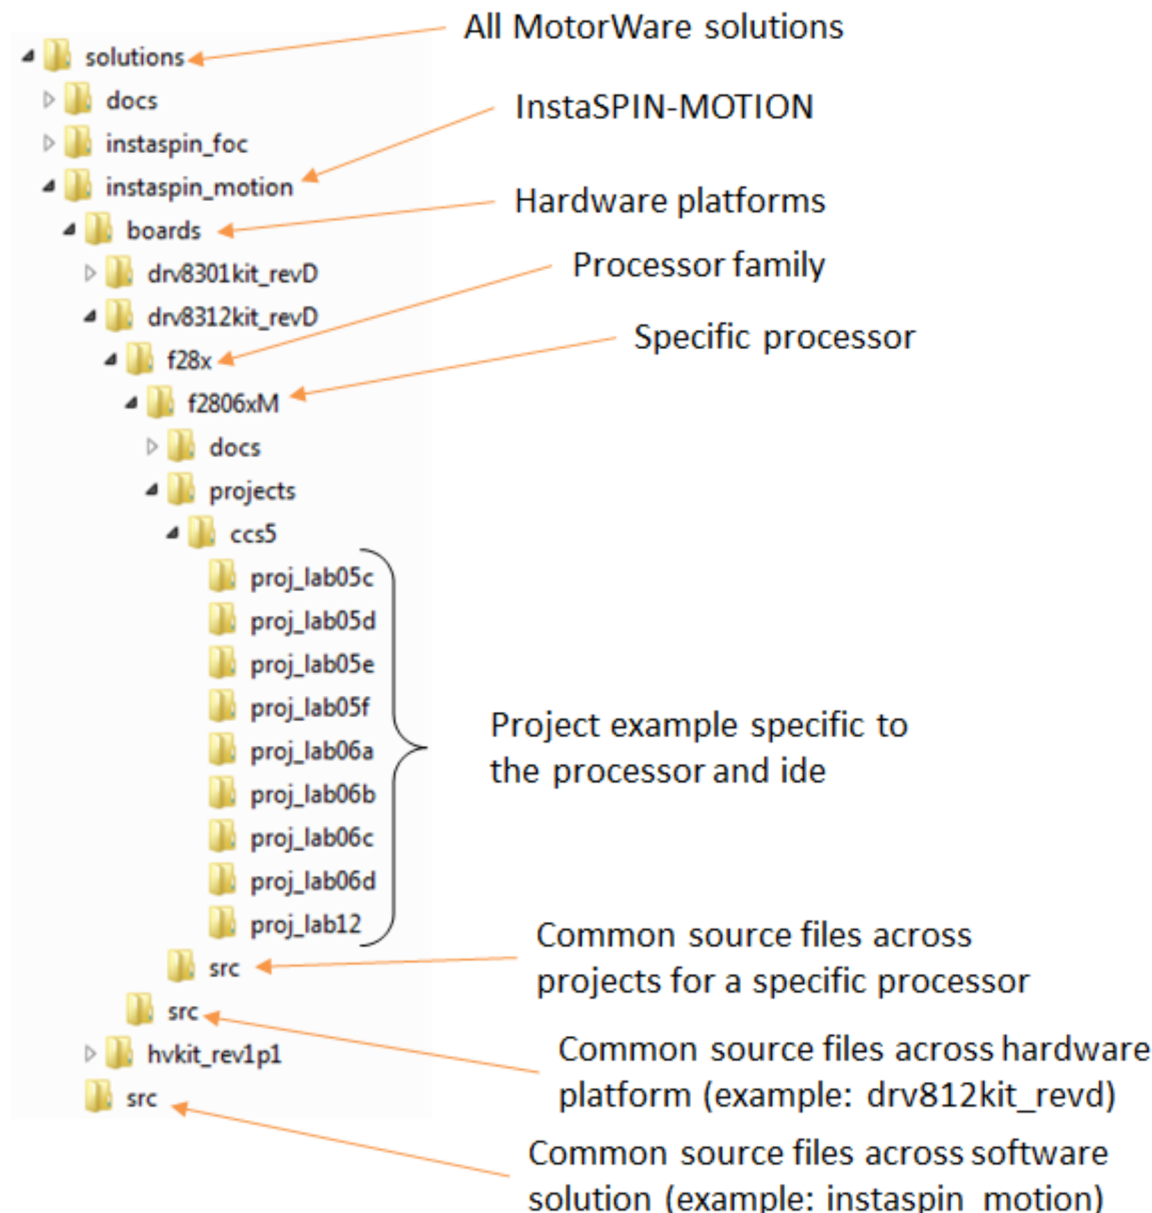 All MotorWare solutions
solutions
docs
InstaSPIN-MOTION
instaspin_foc
instaspin_motion
Hardware platforms
boards
Processor family
drv8301kit_revD
drv8312kit_revD
Specific processor
f28x
f2806xM
docs
projects
ccs5
proj_lab05c
proj_lab05d
proj_lab05e
proj_lab05f
proj_lab06a
proj_lab06b
proj_lab06c
proj_lab06d
proj_lab12
Project example specific to
the processor and ide
src
Common source files across
projects for a specific processor
src
hvkit_rev1p1
Common source files across hardware
platform (example: drv812kit_revd)
src
Common source files across software
solution (example: instaspin_motion)